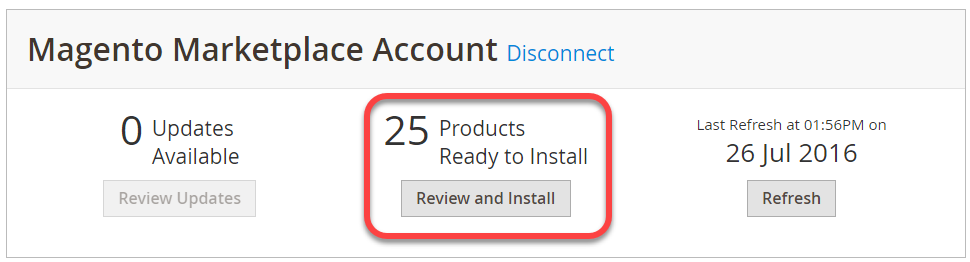 Magento Marketplace Account Disconnect
0 Updates
Available
Review Updates
25 Products
Ready to Install
Review and Install
Last Refresh at 01:56PM on
26 Jul 2016
Refresh